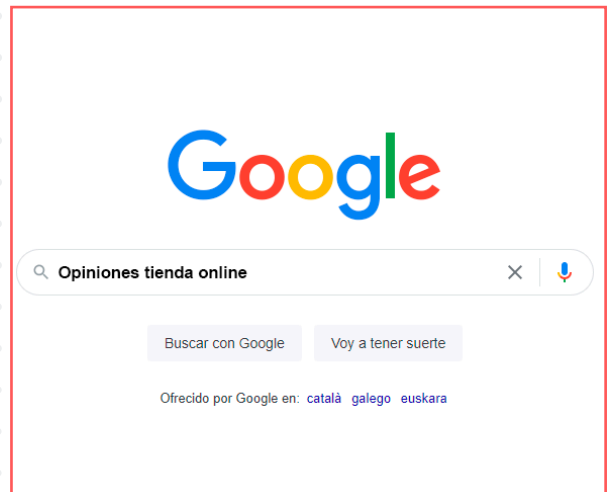 Google
Opiniones tienda online
Buscar con Google Voy a tener suerte
Ofrecido por Google en: català galego euskara